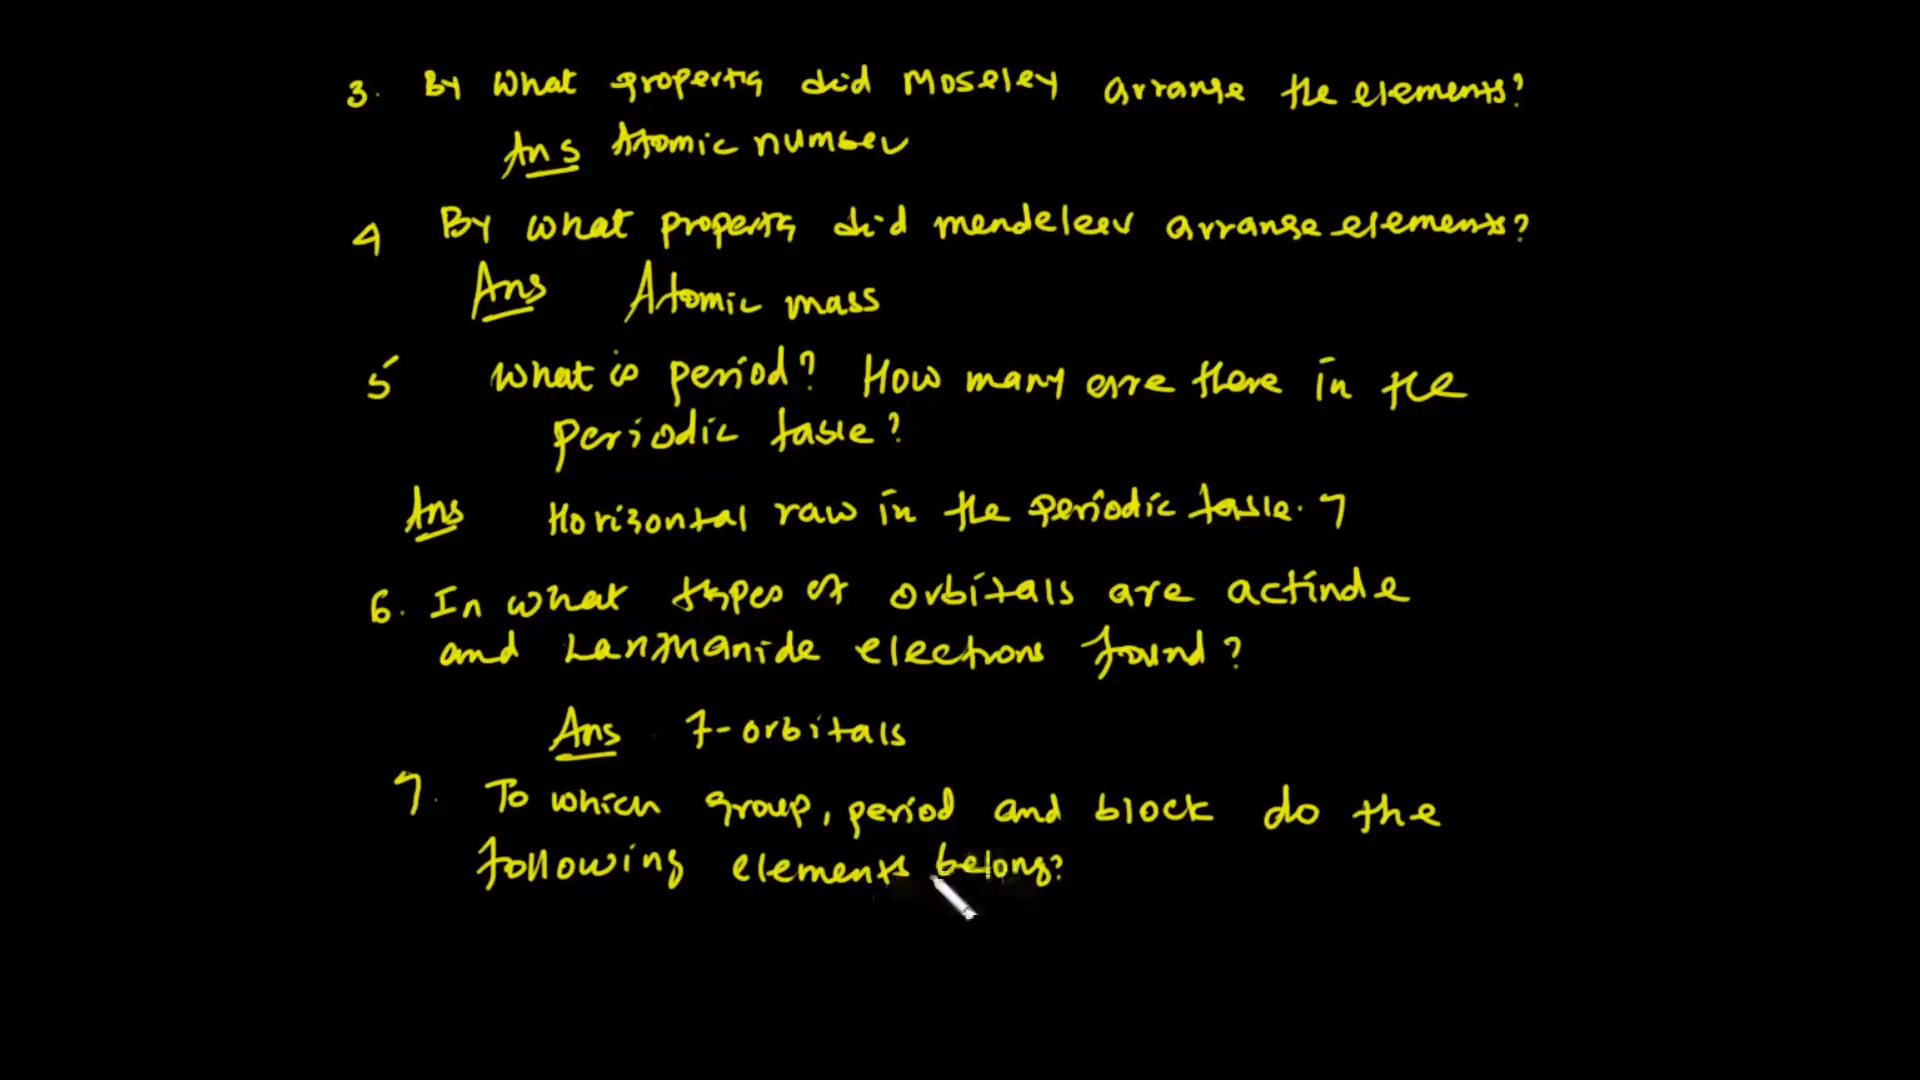 3. By what property did Moseley arrange the elements?
Ans Atomic number
4 By what property did mendeleev arrange elements?
Ans Atomic mass
5 What is period? How many are there in the
periodic table?
Ans Horizontal raw in the periodic table. 7
6. In what types of orbitals are actinde
and Lanthanide electrons found?
Ans f-orbitals
7. To which group, period and block do the
following elements belong?